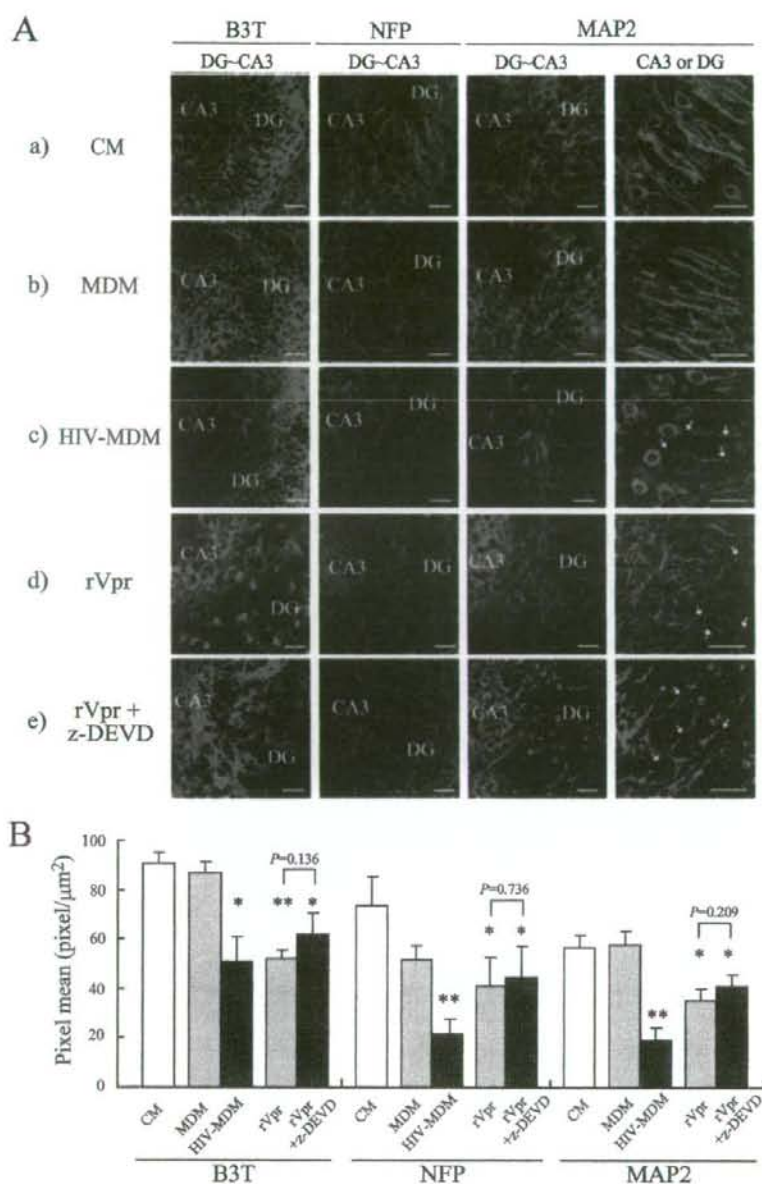 A
B3T NFP MAP2
DG~CA3 DG~CA3 DG~CA3 CA3 or DG
a) CM
CA3 DG CA3 DG CA3 DG
b) MDM
CA3 DG CA3 DG CA3 DG
c) HIV-MDM
CA3 DG CA3 DG CA3 DG
d) rVpr
CA3 DG CA3 DG CA3 DG
e) rVpr +
z-DEVD
CA3 DG CA3 DG CA3 DG
B
Pixel mean (pixel/µm²)
100
80
60
40
20
0
P=0.136
* ** *
P=0.736
** * *
P=0.209
** * *
CM MDM HIV-MDM rVpr rVpr +z-DEVD CM MDM HIV-MDM rVpr rVpr +z-DEVD CM MDM HIV-MDM rVpr rVpr +z-DEVD
B3T NFP MAP2